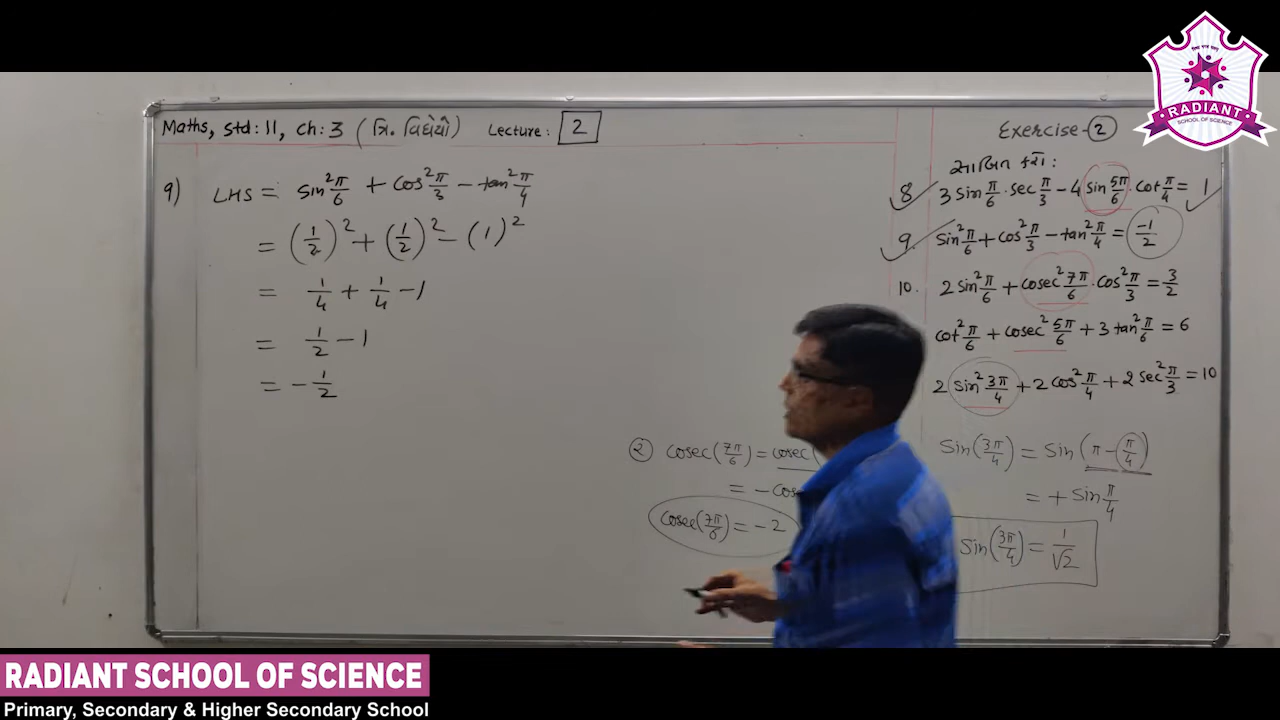 Maths, std: 11, ch: 3 (ત્રિ. વિધેયો) Lecture: 2
9) LHS = sin²π/6 + cos²π/3 − tan²π/4
= (1/2)² + (1/2)² − (1)²
= 1/4 + 1/4 − 1
= 1/2 − 1
= −1/2
Exercise-2
સાબિત કરો:
8 3 sin π/6 · sec π/3 − 4 sin 5π/6 · cot π/4 = 1
9. sin²π/6 + cos²π/3 − tan²π/4 = −1/2
10. 2 sin²π/6 + cosec²7π/6 · cos²π/3 = 3/2
cot²π/6 + cosec²5π/6 + 3 tan²π/6 = 6
2 sin²3π/4 + 2 cos²π/4 + 2 sec²π/3 = 10
2 cosec(7π/6) = cosec(
= −cos
cosec(7π/6) = −2
Sin(3π/4) = Sin(π − π/4)
= + Sin π/4
Sin(3π/4) = 1/√2
RADIANT
SCHOOL OF SCIENCE
RADIANT SCHOOL OF SCIENCE
Primary, Secondary & Higher Secondary School